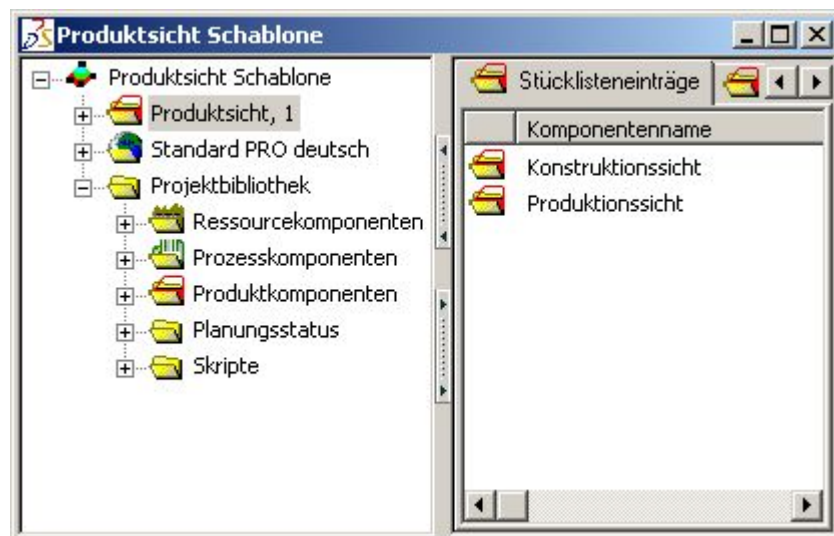 Produktsicht Schablone
Produktsicht Schablone
Produktsicht, 1
Standard PRO deutsch
Projektbibliothek
Ressourcekomponenten
Prozesskomponenten
Produktkomponenten
Planungsstatus
Skripte
Stücklisteneinträge
Komponentenname
Konstruktionssicht
Produktionssicht